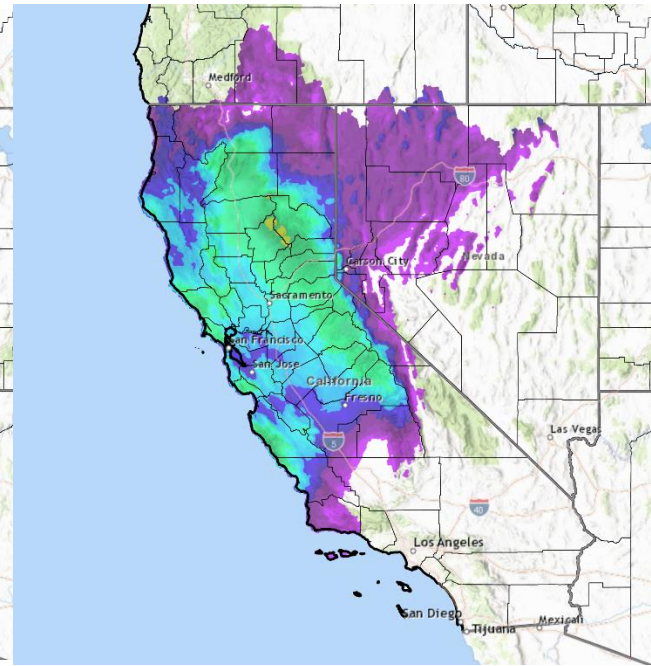 Medford
80
Nevada
Carson City
Sacramento
San Francisco
San Jose
California
Fresno
5
Las Vegas
40
Los Angeles
San Diego
Tijuana
Mexicali